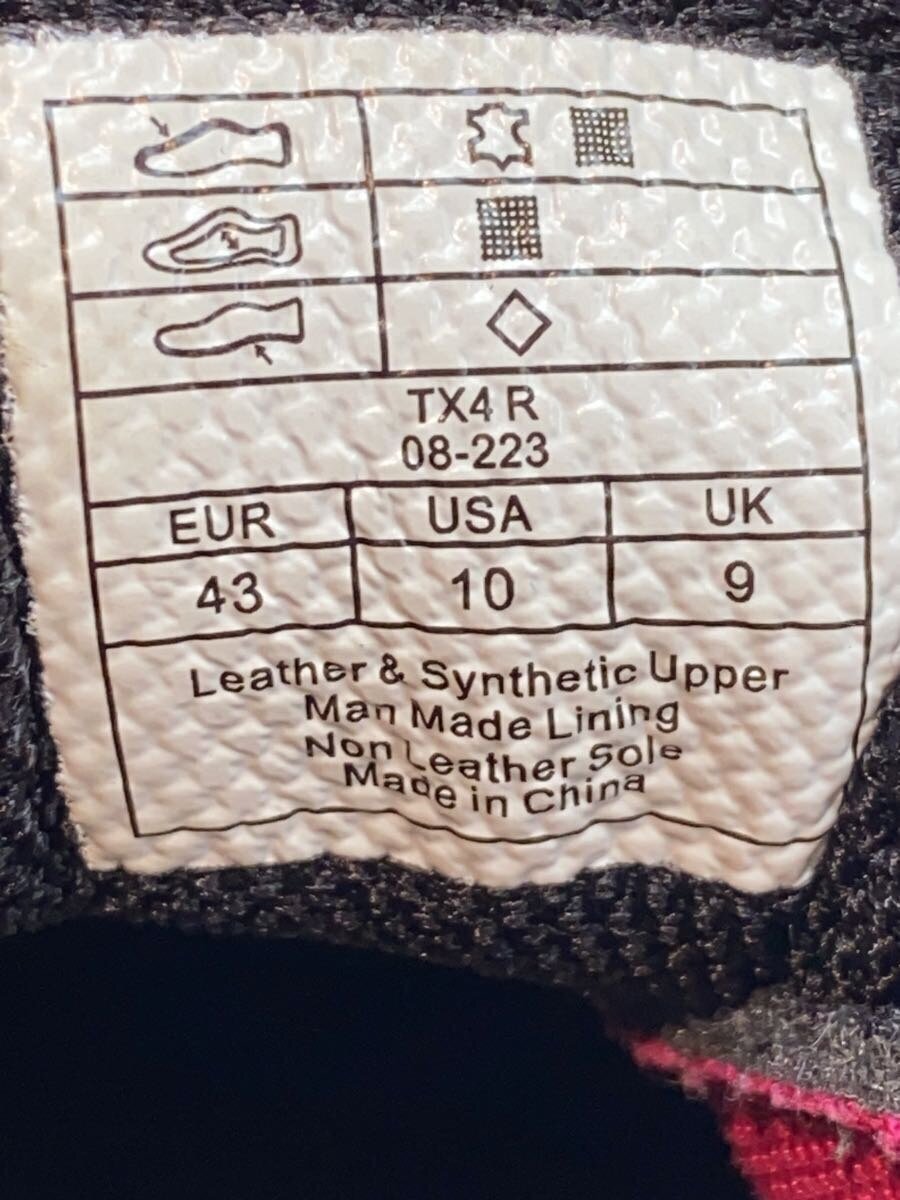 TX4 R
08-223
EUR USA UK
43 10 9
Leather & Synthetic Upper
Man Made Lining
Non Leather Sole
Made in China